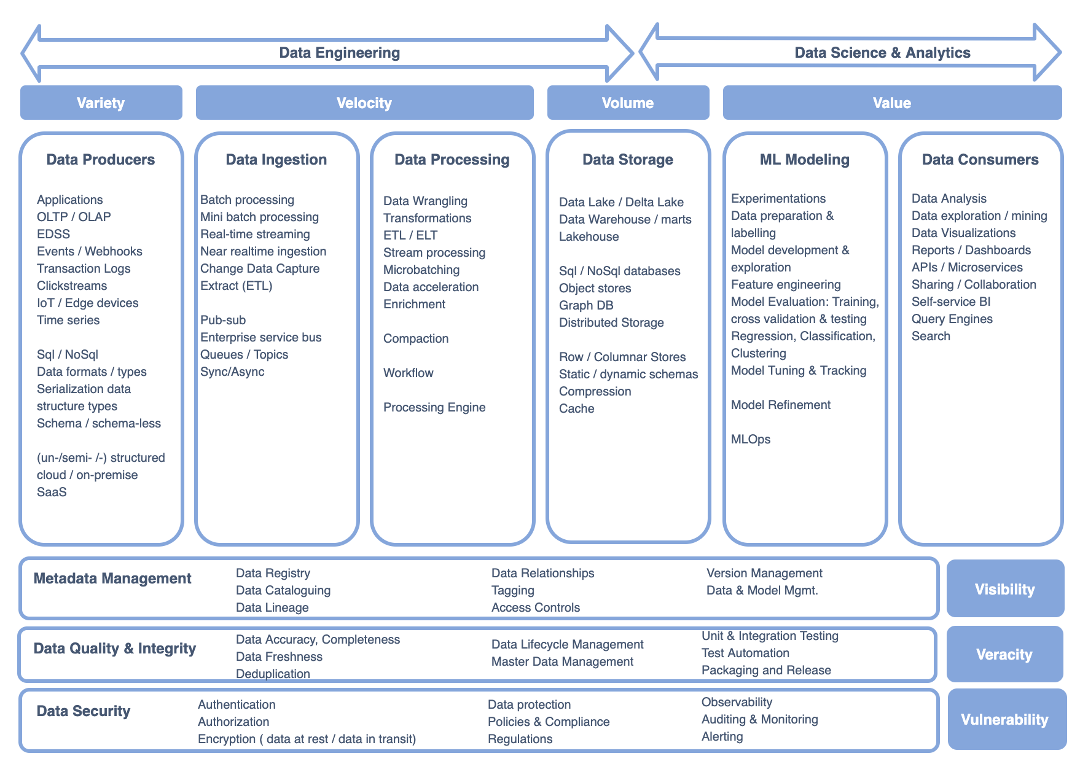 Data Engineering
Data Science & Analytics
Variety
Velocity
Volume
Value
Data Producers
Applications
OLTP / OLAP
EDSS
Events / Webhooks
Transaction Logs
Clickstreams
IoT / Edge devices
Time series
Sql / NoSql
Data formats / types
Serialization data
structure types
Schema / schema-less
(un-/semi- /-) structured
cloud / on-premise
SaaS
Data Ingestion
Batch processing
Mini batch processing
Real-time streaming
Near realtime ingestion
Change Data Capture
Extract (ETL)
Pub-sub
Enterprise service bus
Queues / Topics
Sync/Async
Data Processing
Data Wrangling
Transformations
ETL / ELT
Stream processing
Microbatching
Data acceleration
Enrichment
Compaction
Workflow
Processing Engine
Data Storage
Data Lake / Delta Lake
Data Warehouse / marts
Lakehouse
Sql / NoSql databases
Object stores
Graph DB
Distributed Storage
Row / Columnar Stores
Static / dynamic schemas
Compression
Cache
ML Modeling
Experimentations
Data preparation &
labelling
Model development &
exploration
Feature engineering
Model Evaluation: Training,
cross validation & testing
Regression, Classification,
Clustering
Model Tuning & Tracking
Model Refinement
MLOps
Data Consumers
Data Analysis
Data exploration / mining
Data Visualizations
Reports / Dashboards
APIs / Microservices
Sharing / Collaboration
Self-service BI
Query Engines
Search
Metadata Management
Data Registry
Data Cataloguing
Data Lineage
Data Relationships
Tagging
Access Controls
Version Management
Data & Model Mgmt.
Visibility
Data Quality & Integrity
Data Accuracy, Completeness
Data Freshness
Deduplication
Data Lifecycle Management
Master Data Management
Unit & Integration Testing
Test Automation
Packaging and Release
Veracity
Data Security
Authentication
Authorization
Encryption ( data at rest / data in transit)
Data protection
Policies & Compliance
Regulations
Observability
Auditing & Monitoring
Alerting
Vulnerability